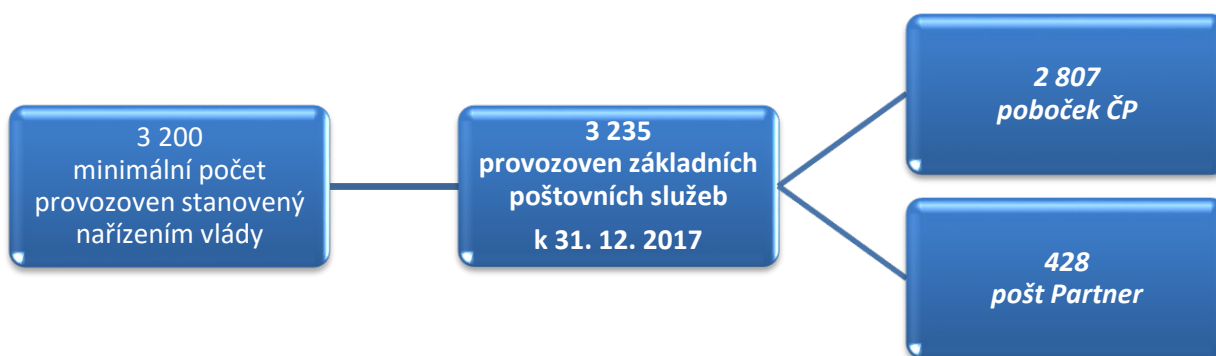 3 200
minimální počet
provozoven stanovený
nařízením vlády
3 235
provozoven základních
poštovních služeb
k 31. 12. 2017
2 807
poboček ČP
428
pošt Partner